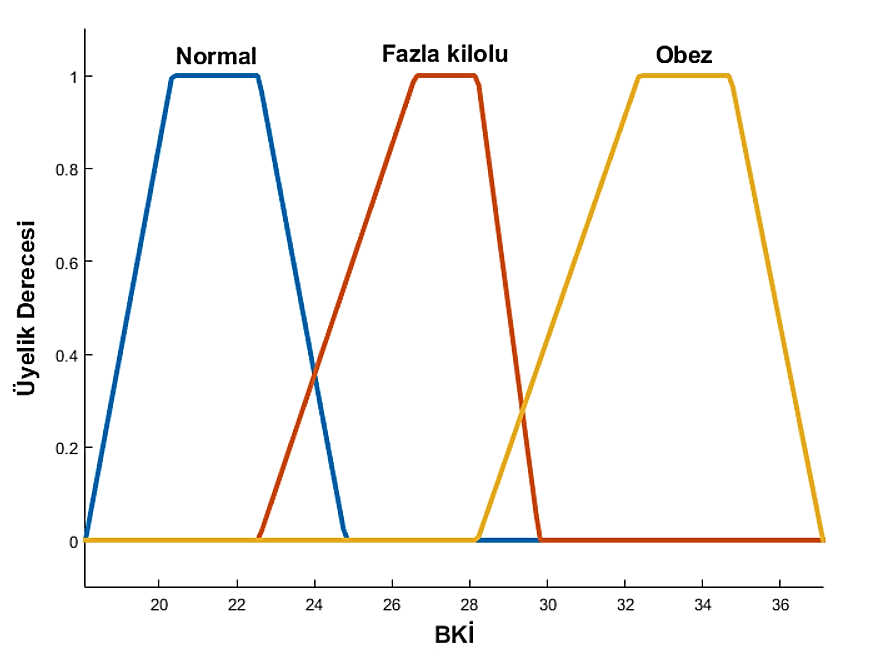 Normal
Fazla kilolu
Obez
1
0.8
0.6
0.4
0.2
0
Üyelik Derecesi
20 22 24 26 28 30 32 34 36
BKİ